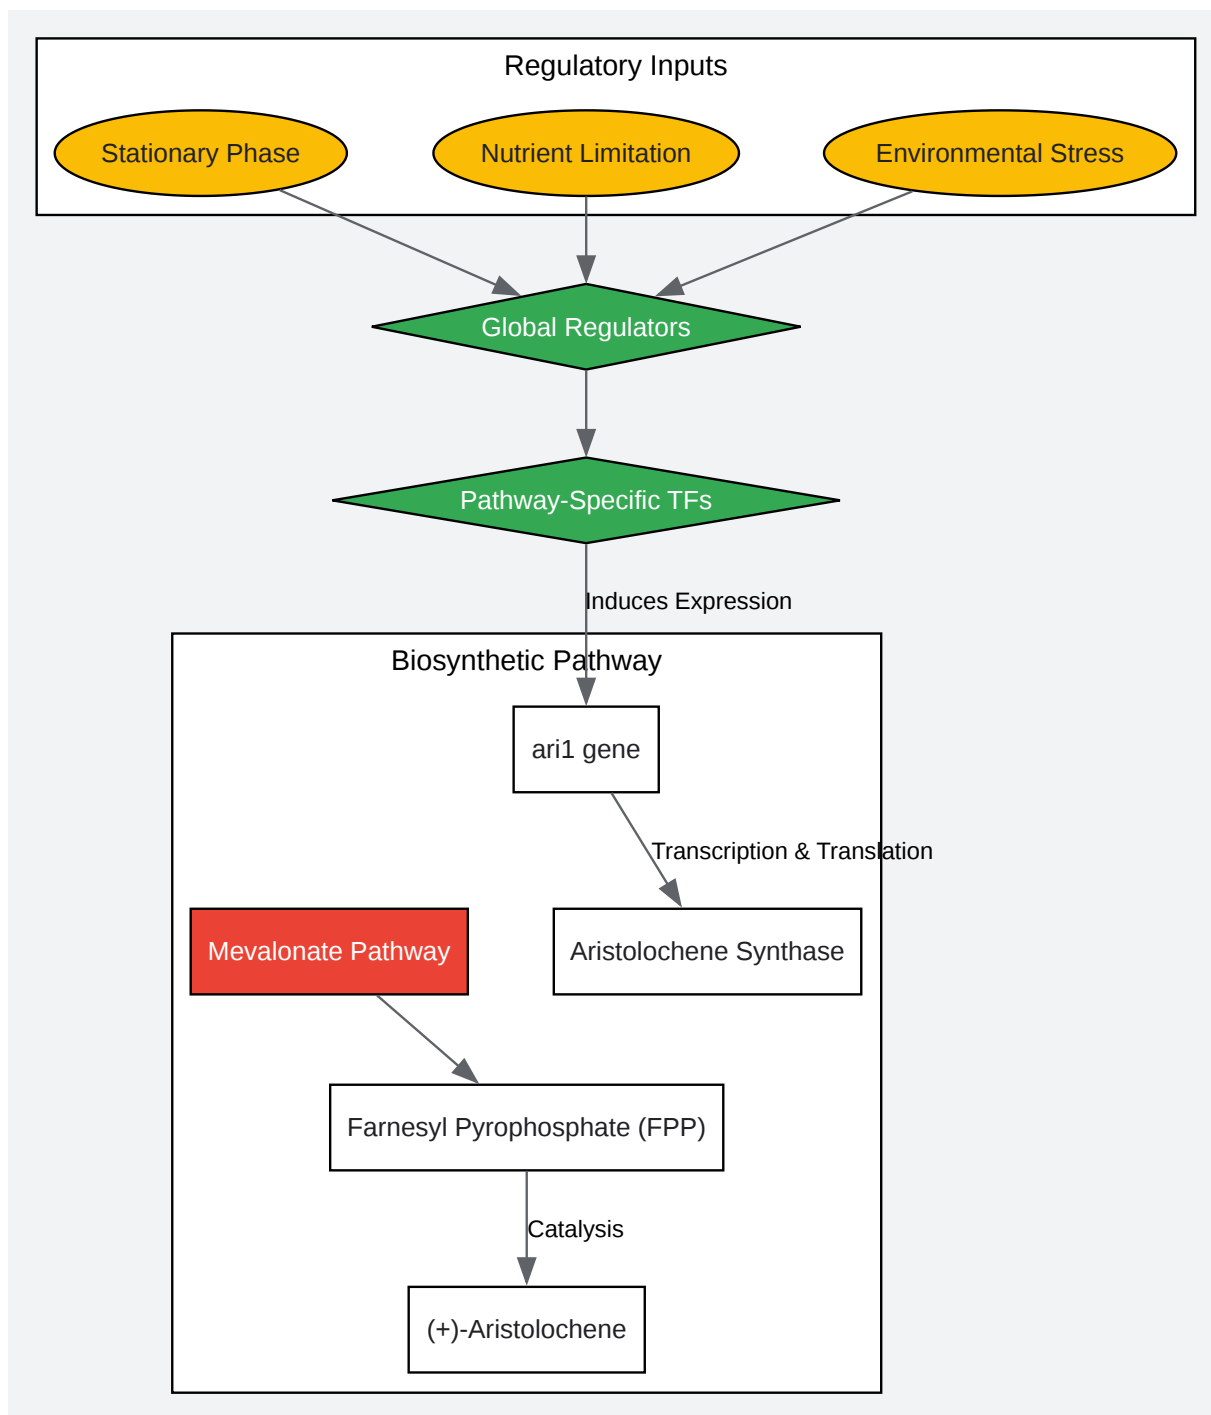 Regulatory Inputs
Stationary Phase
Nutrient Limitation
Environmental Stress
Global Regulators
Pathway-Specific TFs
Induces Expression
Biosynthetic Pathway
ari1 gene
Transcription & Translation
Mevalonate Pathway
Aristolochene Synthase
Farnesyl Pyrophosphate (FPP)
Catalysis
(+)-Aristolochene